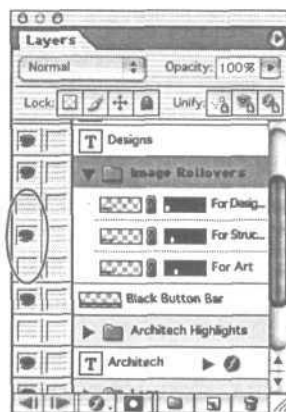 Layers
Normal Opacity: 100%
Lock: Unify:
T Designs
Image Rollovers
For Desig...
For Struc...
For Art
Black Button Bar
Architech Highlights
T Architech